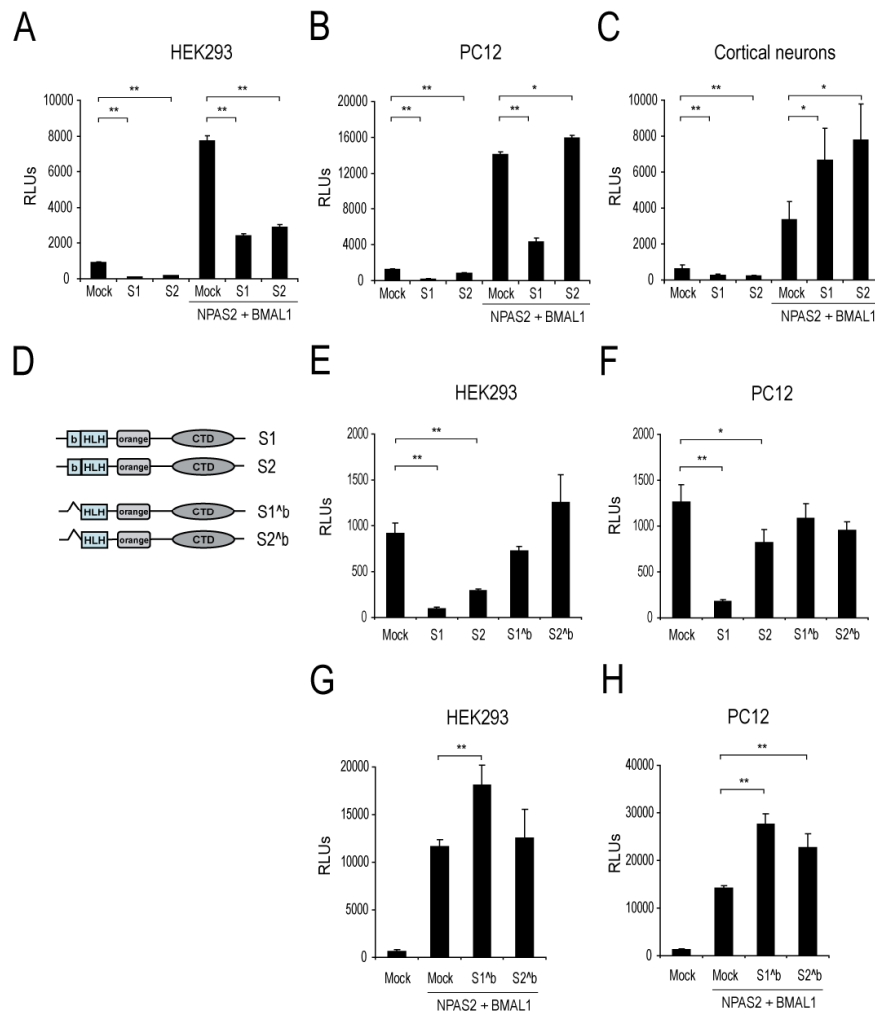 A
HEK293
RLUs
10000
8000
6000
4000
2000
0
**
**
**
**
Mock S1 S2 Mock S1 S2
NPAS2 + BMAL1
B
PC12
RLUs
20000
16000
12000
8000
4000
0
**
**
*
**
Mock S1 S2 Mock S1 S2
NPAS2 + BMAL1
C
Cortical neurons
RLUs
10000
8000
6000
4000
2000
0
**
**
*
*
Mock S1 S2 Mock S1 S2
NPAS2 + BMAL1
D
b HLH orange CTD S1
b HLH orange CTD S2
HLH orange CTD S1^b
HLH orange CTD S2^b
E
HEK293
RLUs
2000
1500
1000
500
0
**
**
Mock S1 S2 S1^b S2^b
F
PC12
RLUs
2000
1500
1000
500
0
*
**
Mock S1 S2 S1^b S2^b
G
HEK293
RLUs
20000
15000
10000
5000
0
**
Mock Mock S1^b S2^b
NPAS2 + BMAL1
H
PC12
RLUs
40000
30000
20000
10000
0
**
**
Mock Mock S1^b S2^b
NPAS2 + BMAL1